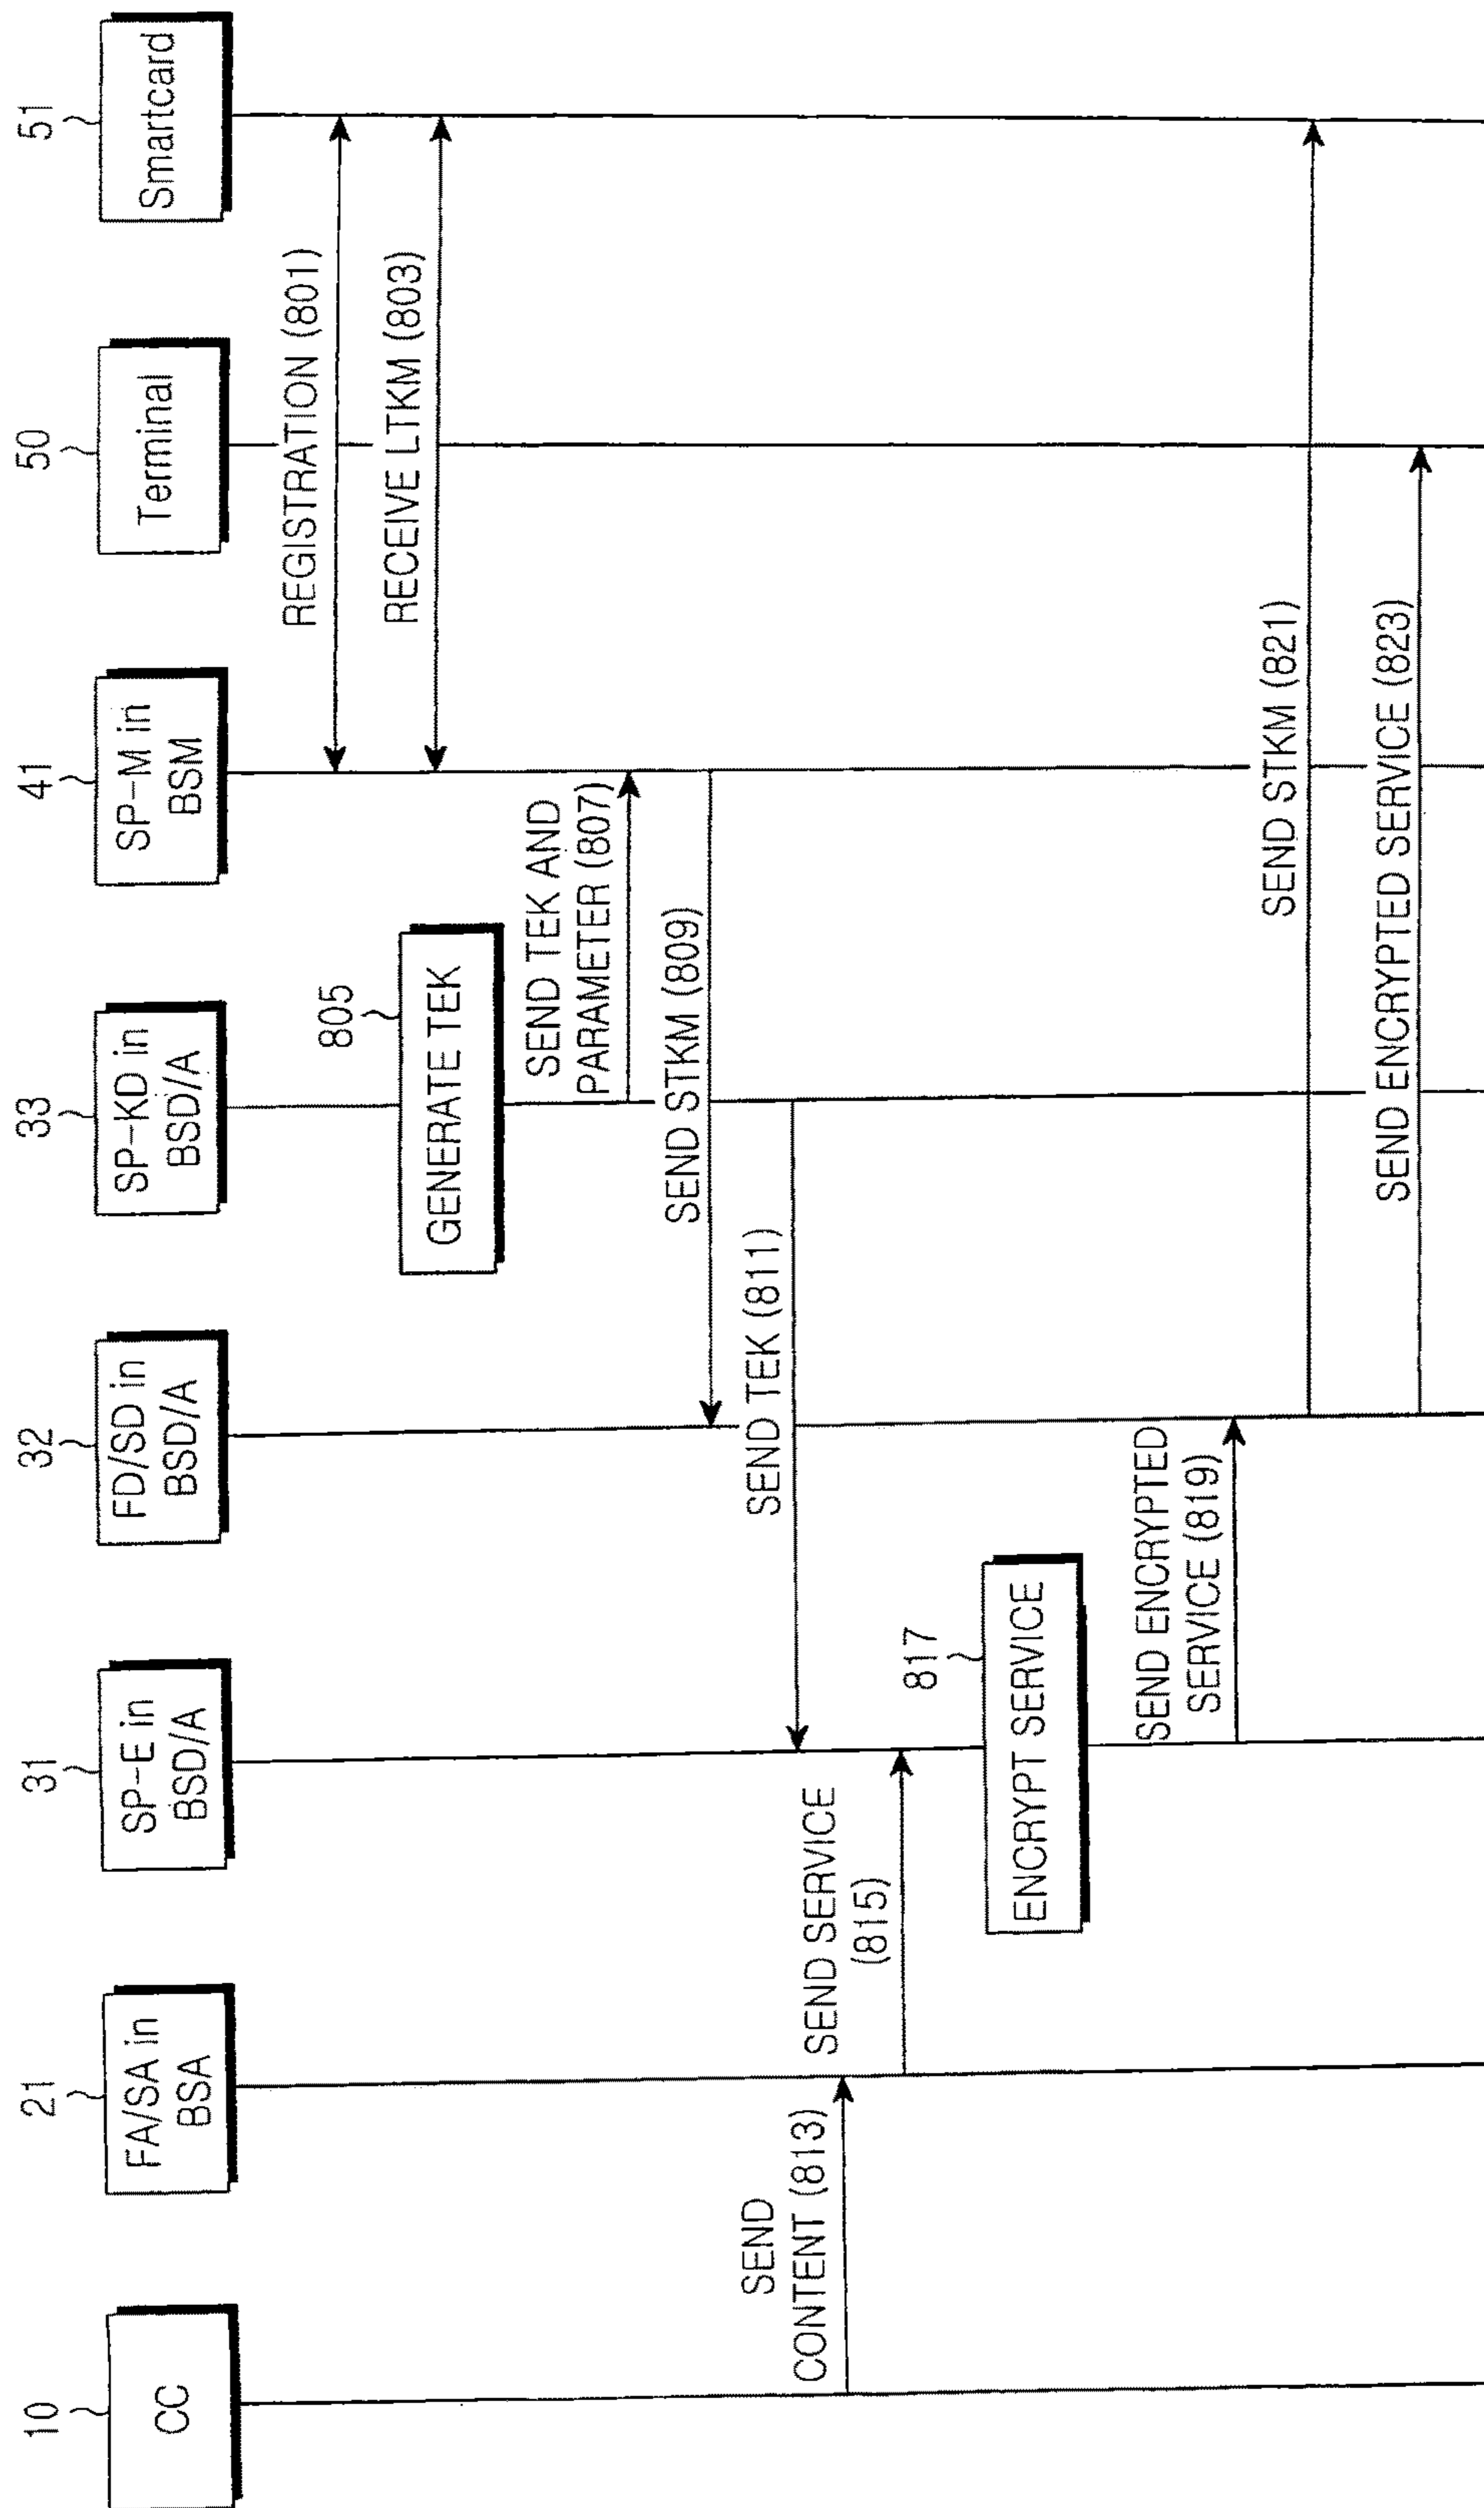 10
CC
21
FA/SA in
BSA
31
SP-E in
BSD/A
32
FD/SD in
BSD/A
33
SP-KD in
BSD/A
41
SP-M in
BSM
50
Terminal
51
Smartcard
REGISTRATION (801)
RECEIVE LTKM (803)
805
GENERATE TEK
SEND TEK AND
PARAMETER (807)
SEND STKM (809)
SEND TEK (811)
SEND
CONTENT (813)
SEND SERVICE
(815)
817
ENCRYPT SERVICE
SEND ENCRYPTED
SERVICE (819)
SEND STKM (821)
SEND ENCRYPTED SERVICE (823)